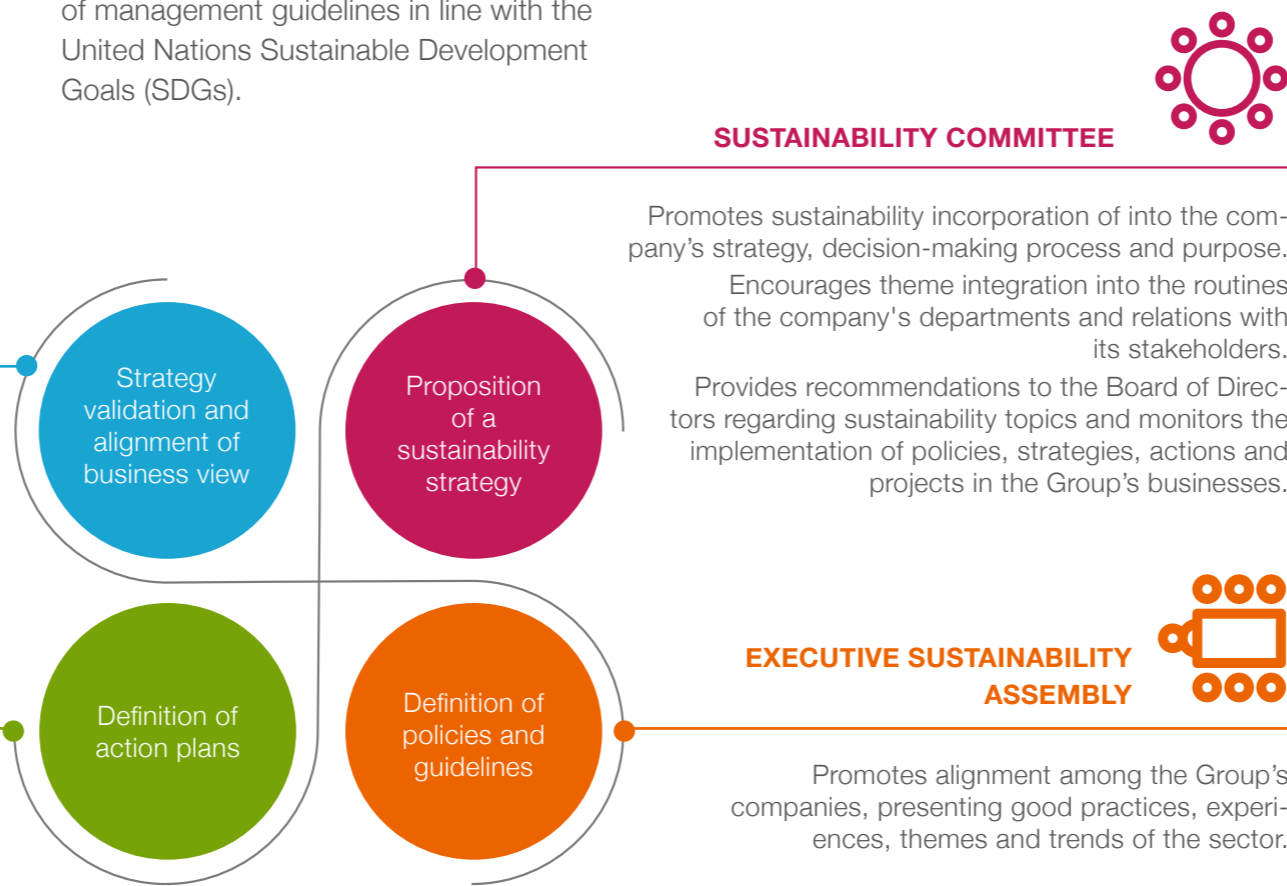 of management guidelines in line with the
United Nations Sustainable Development
Goals (SDGs).
SUSTAINABILITY COMMITTEE
Promotes sustainability incorporation of into the com-
pany’s strategy, decision-making process and purpose.
Encourages theme integration into the routines
of the company's departments and relations with
its stakeholders.
Provides recommendations to the Board of Direc-
tors regarding sustainability topics and monitors the
implementation of policies, strategies, actions and
projects in the Group’s businesses.
Strategy
validation and
alignment of
business view
Proposition
of a
sustainability
strategy
Definition of
action plans
Definition of
policies and
guidelines
EXECUTIVE SUSTAINABILITY
ASSEMBLY
Promotes alignment among the Group’s
companies, presenting good practices, experi-
ences, themes and trends of the sector.